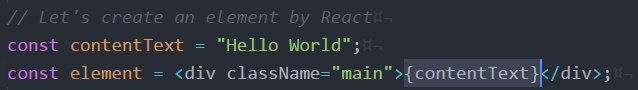 // Let's create an element by React¤¬
const contentText = "Hello World";¤¬
const element = <div className="main">{contentText}</div>;¤¬